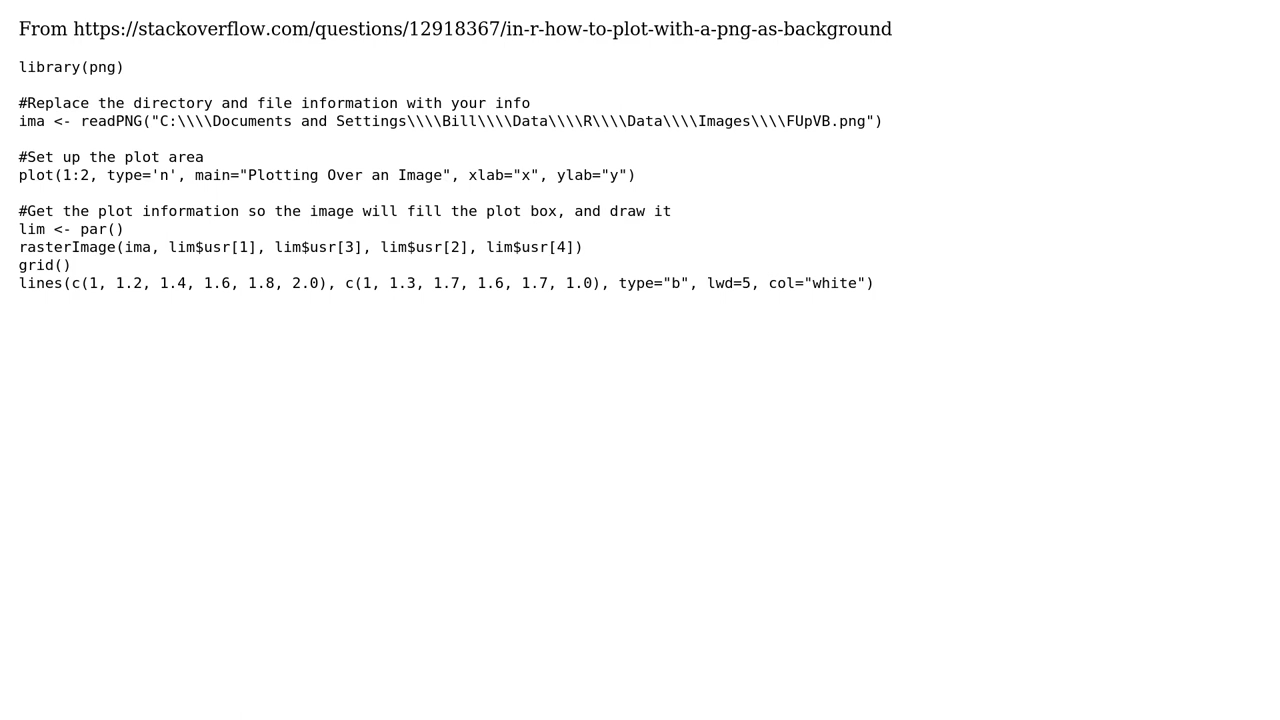 From https://stackoverflow.com/questions/12918367/in-r-how-to-plot-with-a-png-as-background
library(png)
#Replace the directory and file information with your info
ima <- readPNG("C:\\\\Documents and Settings\\\\Bill\\\\Data\\\\R\\\\Data\\\\Images\\\\FUpVB.png")
#Set up the plot area
plot(1:2, type='n', main="Plotting Over an Image", xlab="x", ylab="y")
#Get the plot information so the image will fill the plot box, and draw it
lim <- par()
rasterImage(ima, lim$usr[1], lim$usr[3], lim$usr[2], lim$usr[4])
grid()
lines(c(1, 1.2, 1.4, 1.6, 1.8, 2.0), c(1, 1.3, 1.7, 1.6, 1.7, 1.0), type="b", lwd=5, col="white")